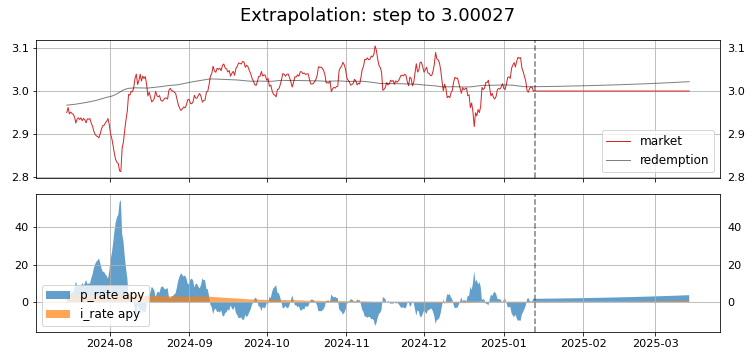 Extrapolation: step to 3.00027
3.1 3.1
3.0 3.0
2.9 2.9
2.8 2.8
market
redemption
40 40
20 20
0 0
p_rate apy
i_rate apy
2024-08 2024-09 2024-10 2024-11 2024-12 2025-01 2025-02 2025-03